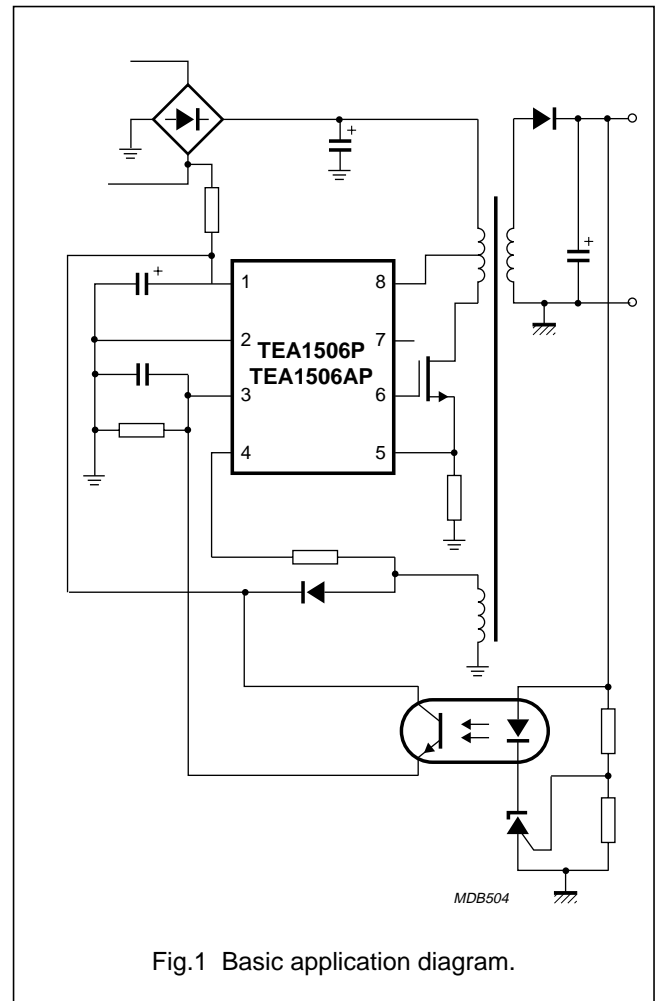 +
+
+
1 8
TEA1506P
2 7
TEA1506AP
3 6
4 5
MDB504
Fig.1 Basic application diagram.